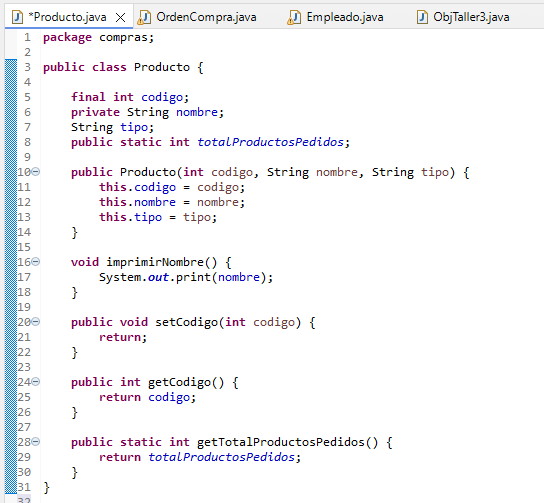 *Producto.java OrdenCompra.java Empleado.java ObjTaller3.java
1 package compras;
2
3 public class Producto {
4
5     final int codigo;
6     private String nombre;
7     String tipo;
8     public static int totalProductosPedidos;
9
10     public Producto(int codigo, String nombre, String tipo) {
11         this.codigo = codigo;
12         this.nombre = nombre;
13         this.tipo = tipo;
14     }
15
16     void imprimirNombre() {
17         System.out.print(nombre);
18     }
19
20     public void setCodigo(int codigo) {
21         return;
22     }
23
24     public int getCodigo() {
25         return codigo;
26     }
27
28     public static int getTotalProductosPedidos() {
29         return totalProductosPedidos;
30     }
31 }
32